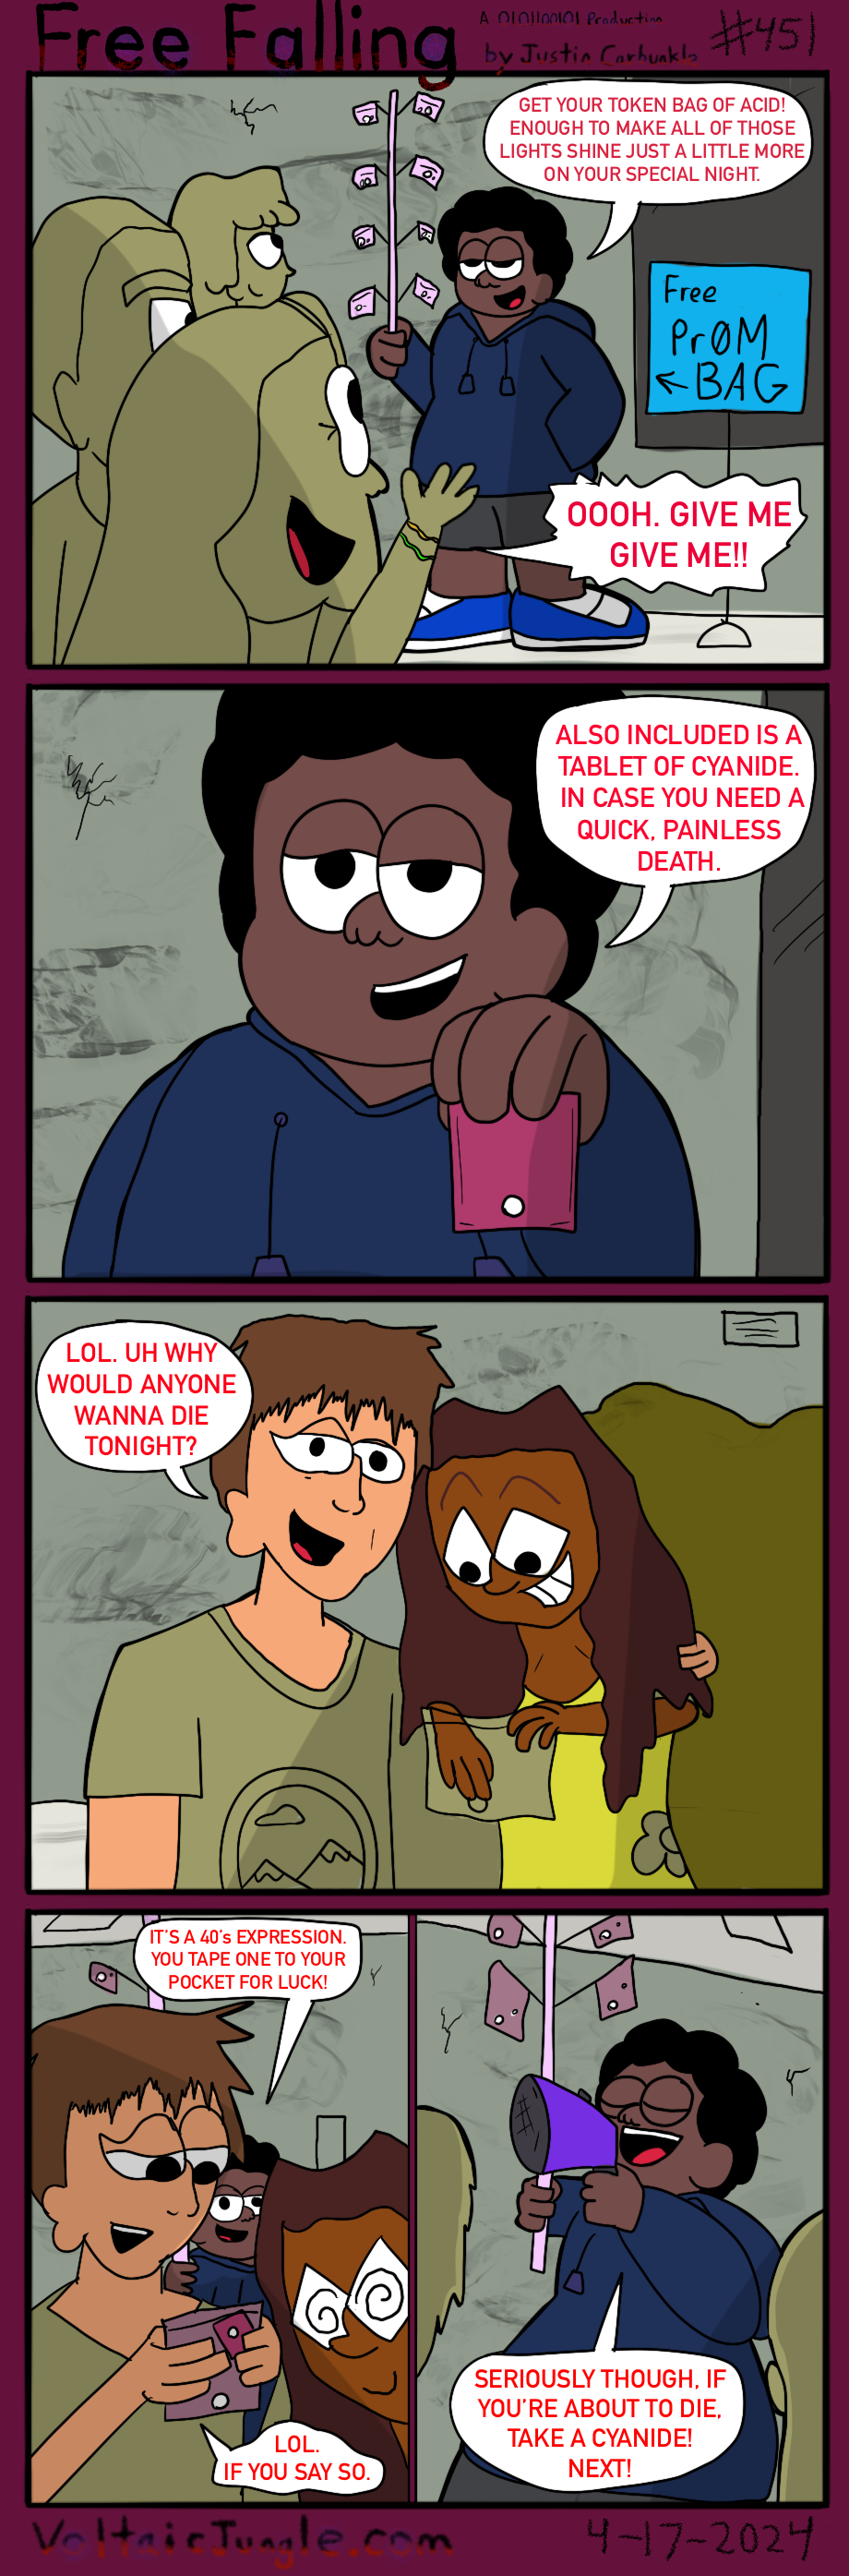 Free Falling
A 0101100101 Production
by Justin Carbunkle
#451
GET YOUR TOKEN BAG OF ACID!
ENOUGH TO MAKE ALL OF THOSE
LIGHTS SHINE JUST A LITTLE MORE
ON YOUR SPECIAL NIGHT.
Free
PrØM
←BAG
OOOH. GIVE ME
GIVE ME!!
ALSO INCLUDED IS A
TABLET OF CYANIDE.
IN CASE YOU NEED A
QUICK, PAINLESS
DEATH.
LOL. UH WHY
WOULD ANYONE
WANNA DIE
TONIGHT?
IT'S A 40's EXPRESSION.
YOU TAPE ONE TO YOUR
POCKET FOR LUCK!
LOL.
IF YOU SAY SO.
SERIOUSLY THOUGH, IF
YOU'RE ABOUT TO DIE,
TAKE A CYANIDE!
NEXT!
VoltaicJungle.com
4-17-2024